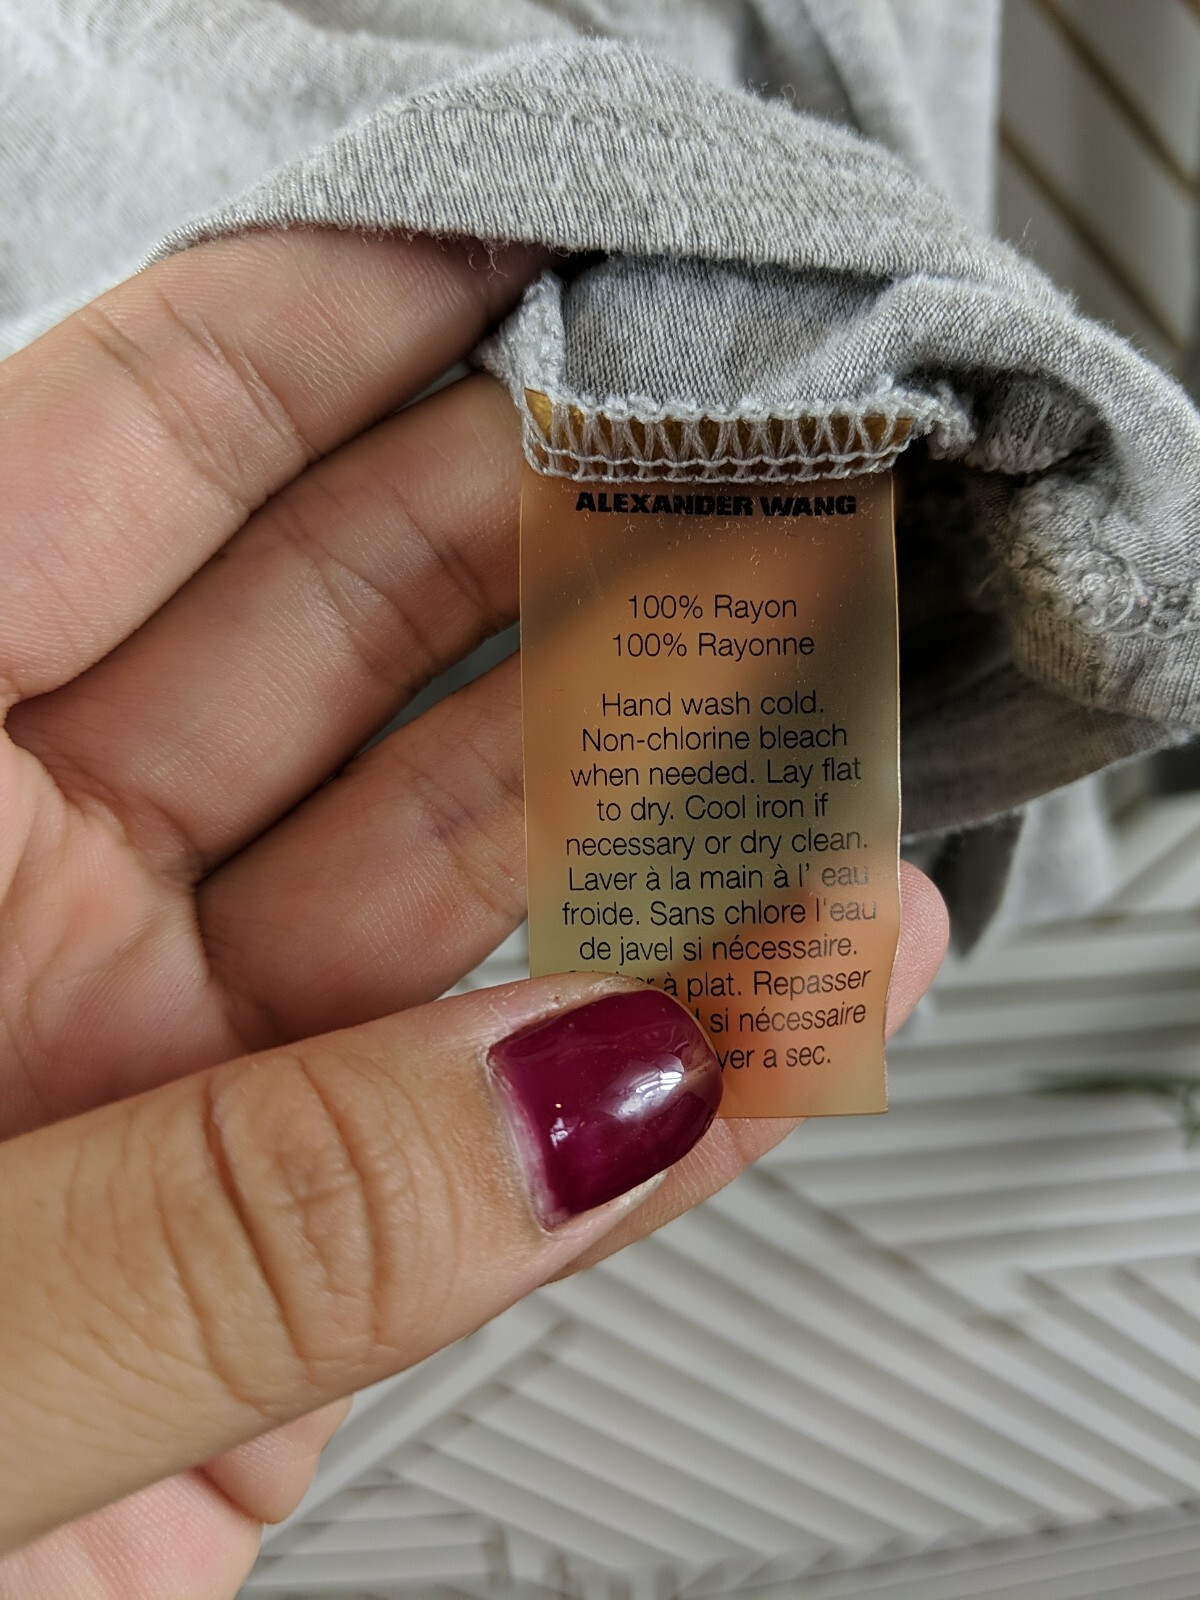 ALEXANDER WANG
100% Rayon
100% Rayonne
Hand wash cold.
Non-chlorine bleach
when needed. Lay flat
to dry. Cool iron if
necessary or dry clean.
Laver à la main à l' eau
froide. Sans chlore l'eau
de javel si nécessaire.
à plat. Repasser
si nécessaire
a sec.